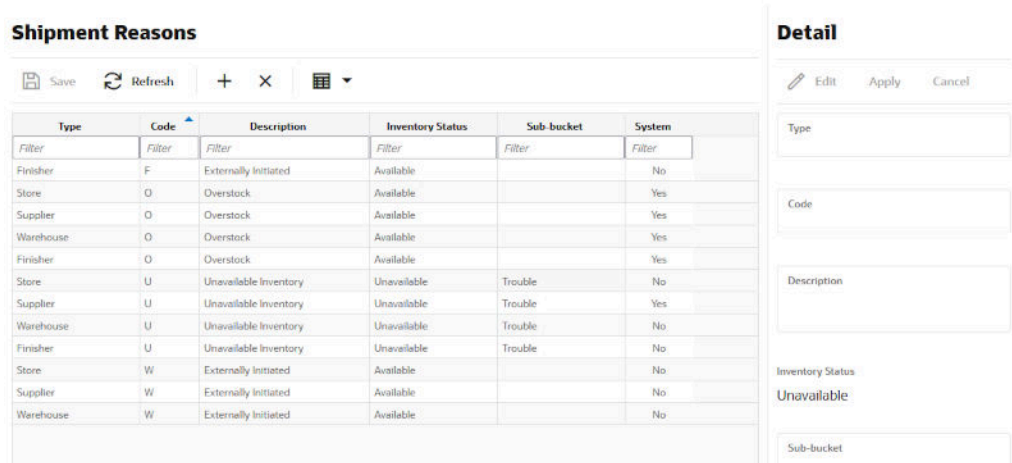 Shipment Reasons
Save Refresh
Type Code Description Inventory Status Sub-bucket System
Filter Filter Filter Filter Filter Filter
Finisher F Externally Initiated Available No
Store O Overstock Available Yes
Supplier O Overstock Available Yes
Warehouse O Overstock Available Yes
Finisher O Overstock Available Yes
Store U Unavailable Inventory Unavailable Trouble No
Supplier U Unavailable Inventory Unavailable Trouble Yes
Warehouse U Unavailable Inventory Unavailable Trouble No
Finisher U Unavailable Inventory Unavailable Trouble No
Store W Externally Initiated Available No
Supplier W Externally Initiated Available No
Warehouse W Externally Initiated Available No
Detail
Edit Apply Cancel
Type
Code
Description
Inventory Status
Unavailable
Sub-bucket